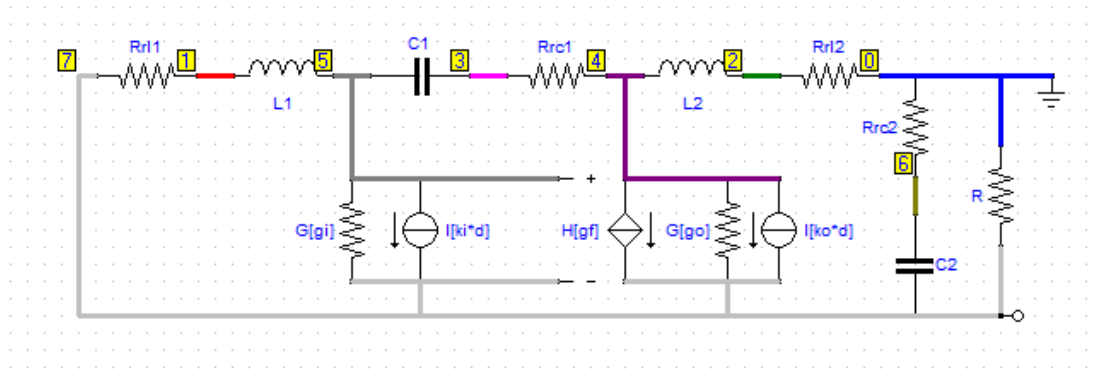 7 Rrl1 1 L1 5 C1 3 Rrc1 4 L2 2 Rrl2 0
Rrc2
6
R
+
G[gi] I[ki*d] H[gf] G[go] I[ko*d]
C2
-